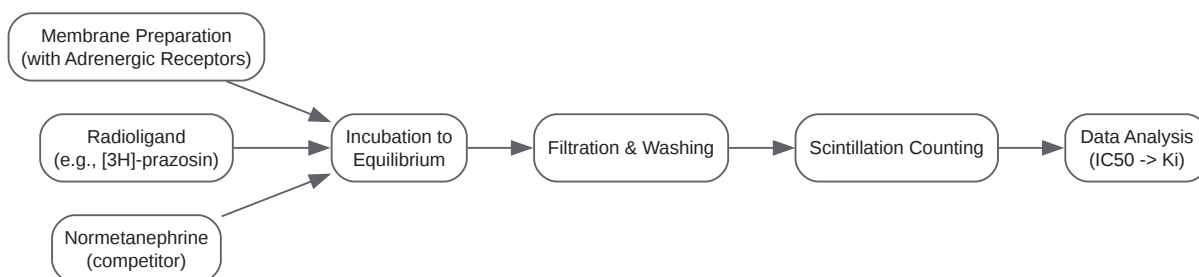 Membrane Preparation
(with Adrenergic Receptors)
Radioligand
(e.g., [3H]-prazosin)
Normetanephrine
(competitor)
Incubation to
Equilibrium
Filtration & Washing
Scintillation Counting
Data Analysis
(IC50 -> Ki)